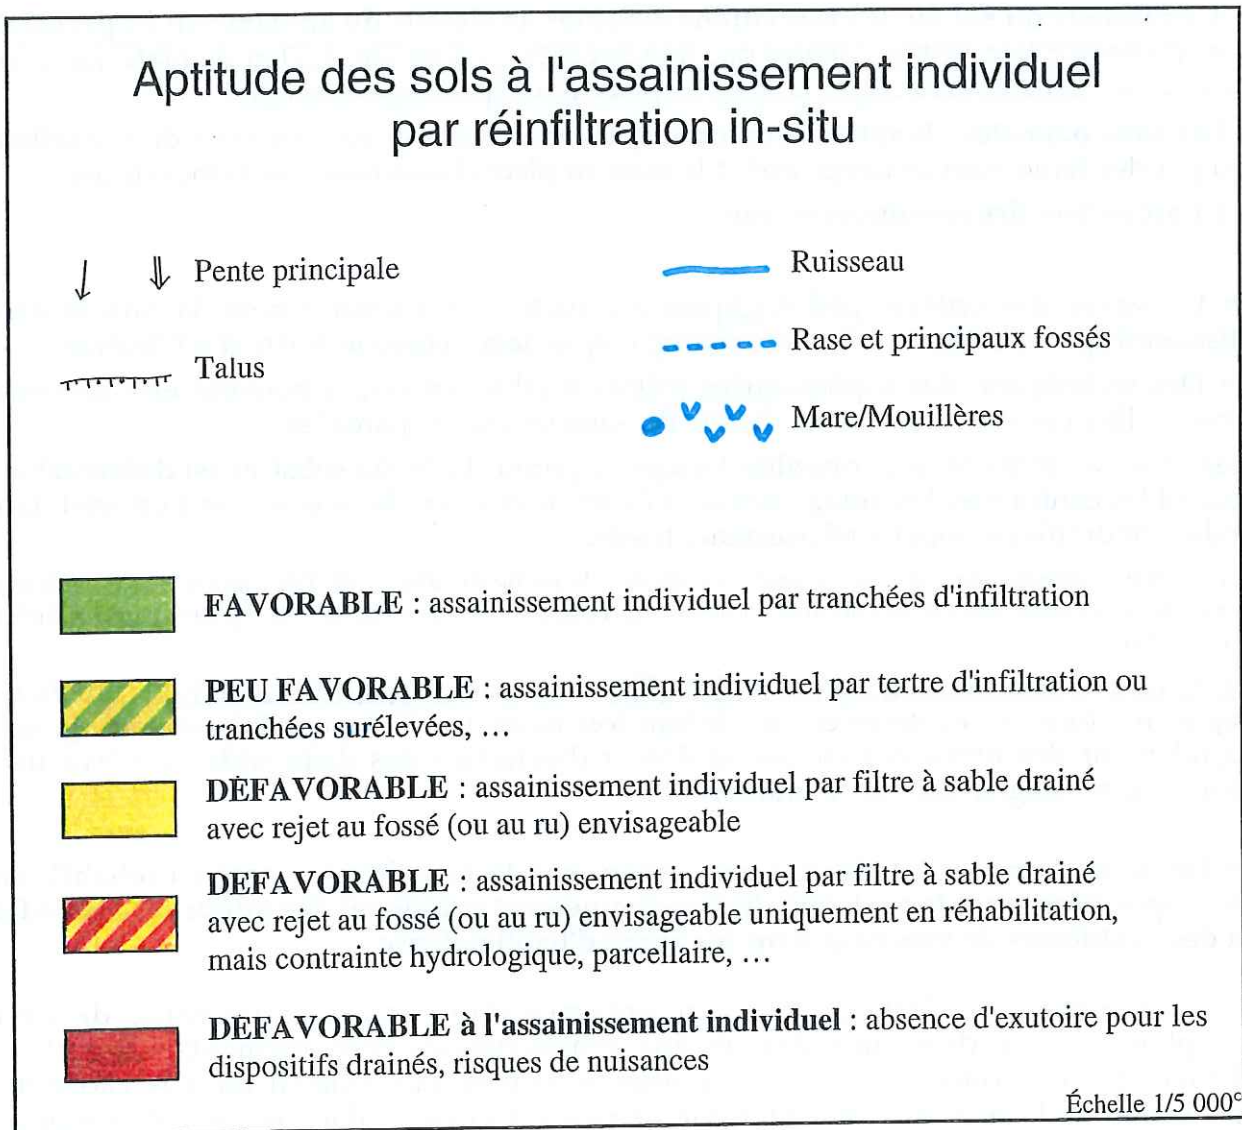 Aptitude des sols à l'assainissement individuel
par réinfiltration in-situ
Pente principale
Talus
Ruisseau
Rase et principaux fossés
Mare/Mouillères
FAVORABLE : assainissement individuel par tranchées d'infiltration
PEU FAVORABLE : assainissement individuel par tertre d'infiltration ou
tranchées surélevées, …
DÉFAVORABLE : assainissement individuel par filtre à sable drainé
avec rejet au fossé (ou au ru) envisageable
DÉFAVORABLE : assainissement individuel par filtre à sable drainé
avec rejet au fossé (ou au ru) envisageable uniquement en réhabilitation,
mais contrainte hydrologique, parcellaire, …
DÉFAVORABLE à l'assainissement individuel : absence d'exutoire pour les
dispositifs drainés, risques de nuisances
Échelle 1/5 000°